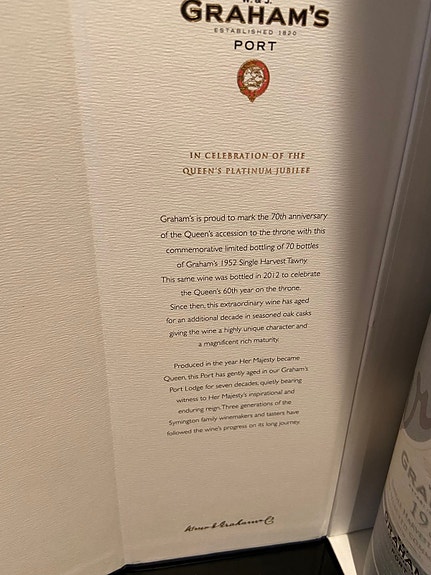 W. & J.
GRAHAM'S
ESTABLISHED 1820
PORT
IN CELEBRATION OF THE
QUEEN'S PLATINUM JUBILEE
Graham's is proud to mark the 70th anniversary
of the Queen's accession to the throne with this
commemorative limited bottling of 70 bottles
of Graham's 1952 Single Harvest Tawny.
This same wine was bottled in 2012 to celebrate
the Queen's 60th year on the throne.
Since then, this extraordinary wine has aged
for an additional decade in seasoned oak casks
giving the wine a highly unique character and
a magnificent rich maturity.
Produced in the year Her Majesty became
Queen, this Port has gently aged in our Graham's
Port Lodge for seven decades, quietly bearing
witness to Her Majesty's inspirational and
enduring reign. Three generations of the
Symington family winemakers and tasters have
followed the wine's progress on its long journey.
GRA
19